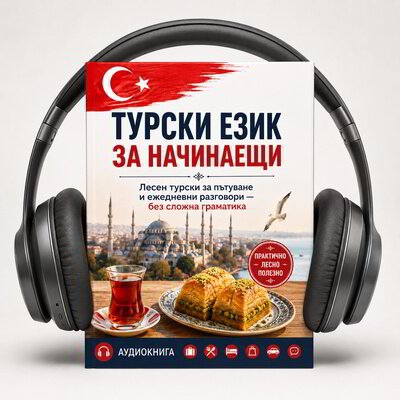 ТУРСКИ ЕЗИК
ЗА НАЧИНАЕЩИ
Лесен турски за пътуване
и ежедневни разговори —
без сложна граматика
ПРАКТИЧНО
ЛЕСНО
ПОЛЕЗНО
АУДИОКНИГА